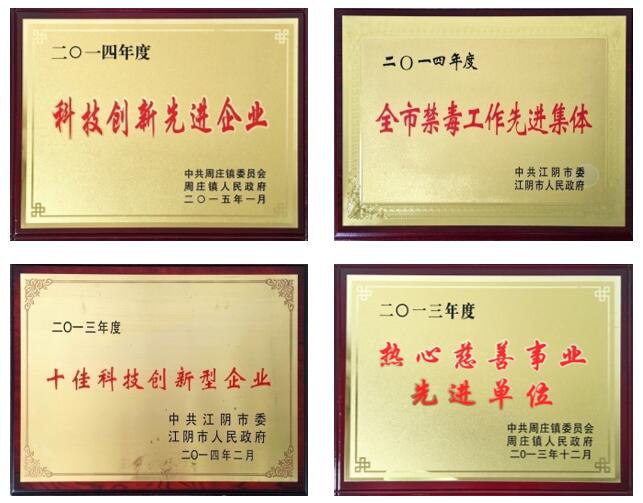 二〇一四年度
科技创新先进企业
中共周庄镇委员会
周庄镇人民政府
二〇一五年一月
二〇一四年度
全市禁毒工作先进集体
中共江阴市委
江阴市人民政府
二〇一三年度
十佳科技创新型企业
中共江阴市委
江阴市人民政府
二〇一四年二月
二〇一三年度
热心慈善事业
先进单位
中共周庄镇委员会
周庄镇人民政府
二〇一三年十二月